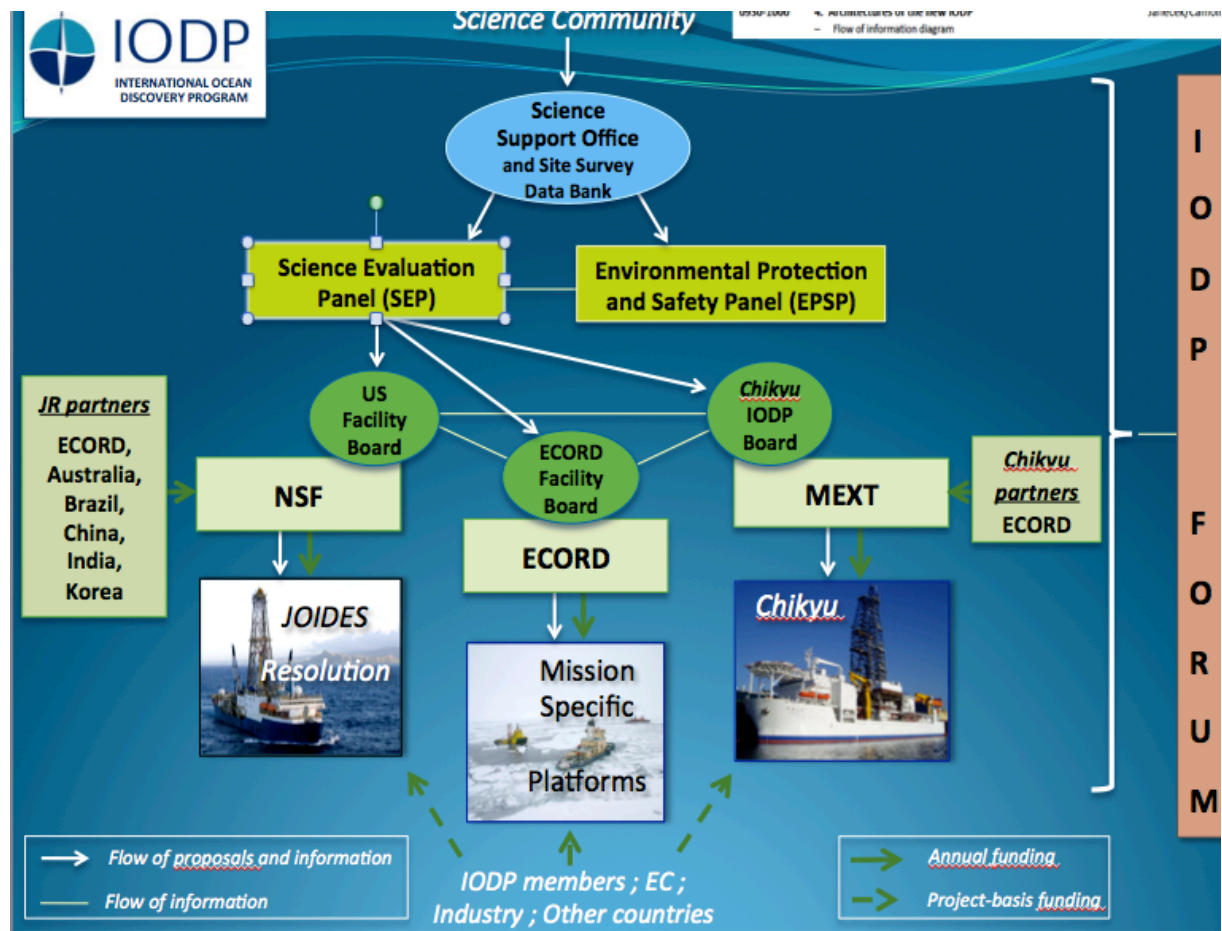 IODP
INTERNATIONAL OCEAN
DISCOVERY PROGRAM
Science Community
0930-1000 4. Architectures of the new IODP
– Flow of information diagram
Science
Support Office
and Site Survey
Data Bank
Science Evaluation
Panel (SEP)
Environmental Protection
and Safety Panel (EPSP)
US
Facility
Board
ECORD
Facility
Board
Chikyu
IODP
Board
JR partners
ECORD,
Australia,
Brazil,
China,
India,
Korea
NSF
ECORD
MEXT
Chikyu
partners
ECORD
JOIDES
Resolution
Mission
Specific
Platforms
Chikyu
IODP members ; EC ;
Industry ; Other countries
Flow of proposals and information
Flow of information
Annual funding
Project-basis funding
I
O
D
P
F
O
R
U
M